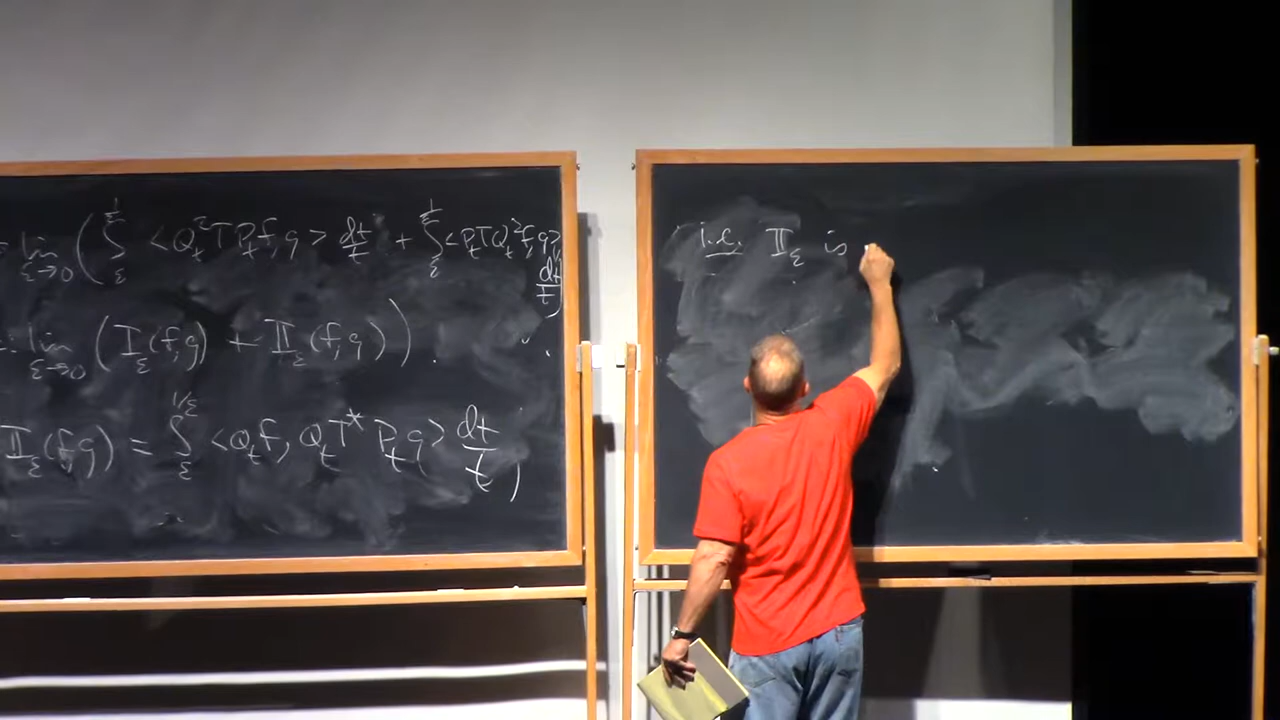 = lim ε→0 ( ∫_ε^{1/ε} <Q_t^2 T P_t f, g> dt/t + ∫_ε^{1/ε} <P_t T Q_t^2 f, g> dt/t )
= lim ε→0 ( I_ε(f,g) + II_ε(f,g) ) .
II_ε(f,g) = ∫_ε^{1/ε} <Q_t f, Q_t T* P_t g> dt/t )
i.e. II_ε is